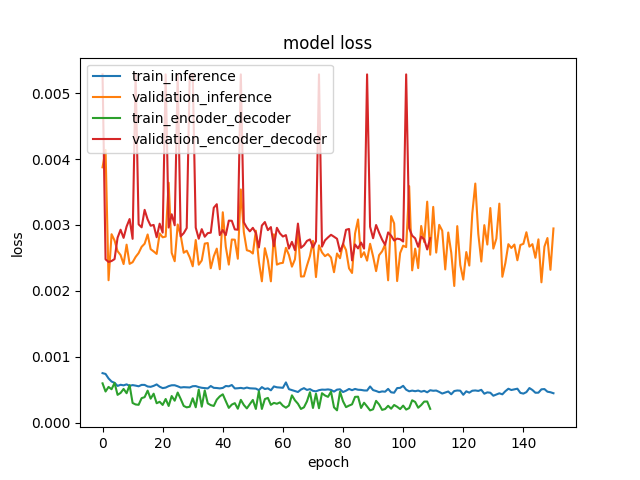 model loss
train_inference
validation_inference
train_encoder_decoder
validation_encoder_decoder
loss
0.005
0.004
0.003
0.002
0.001
0.000
0 20 40 60 80 100 120 140
epoch